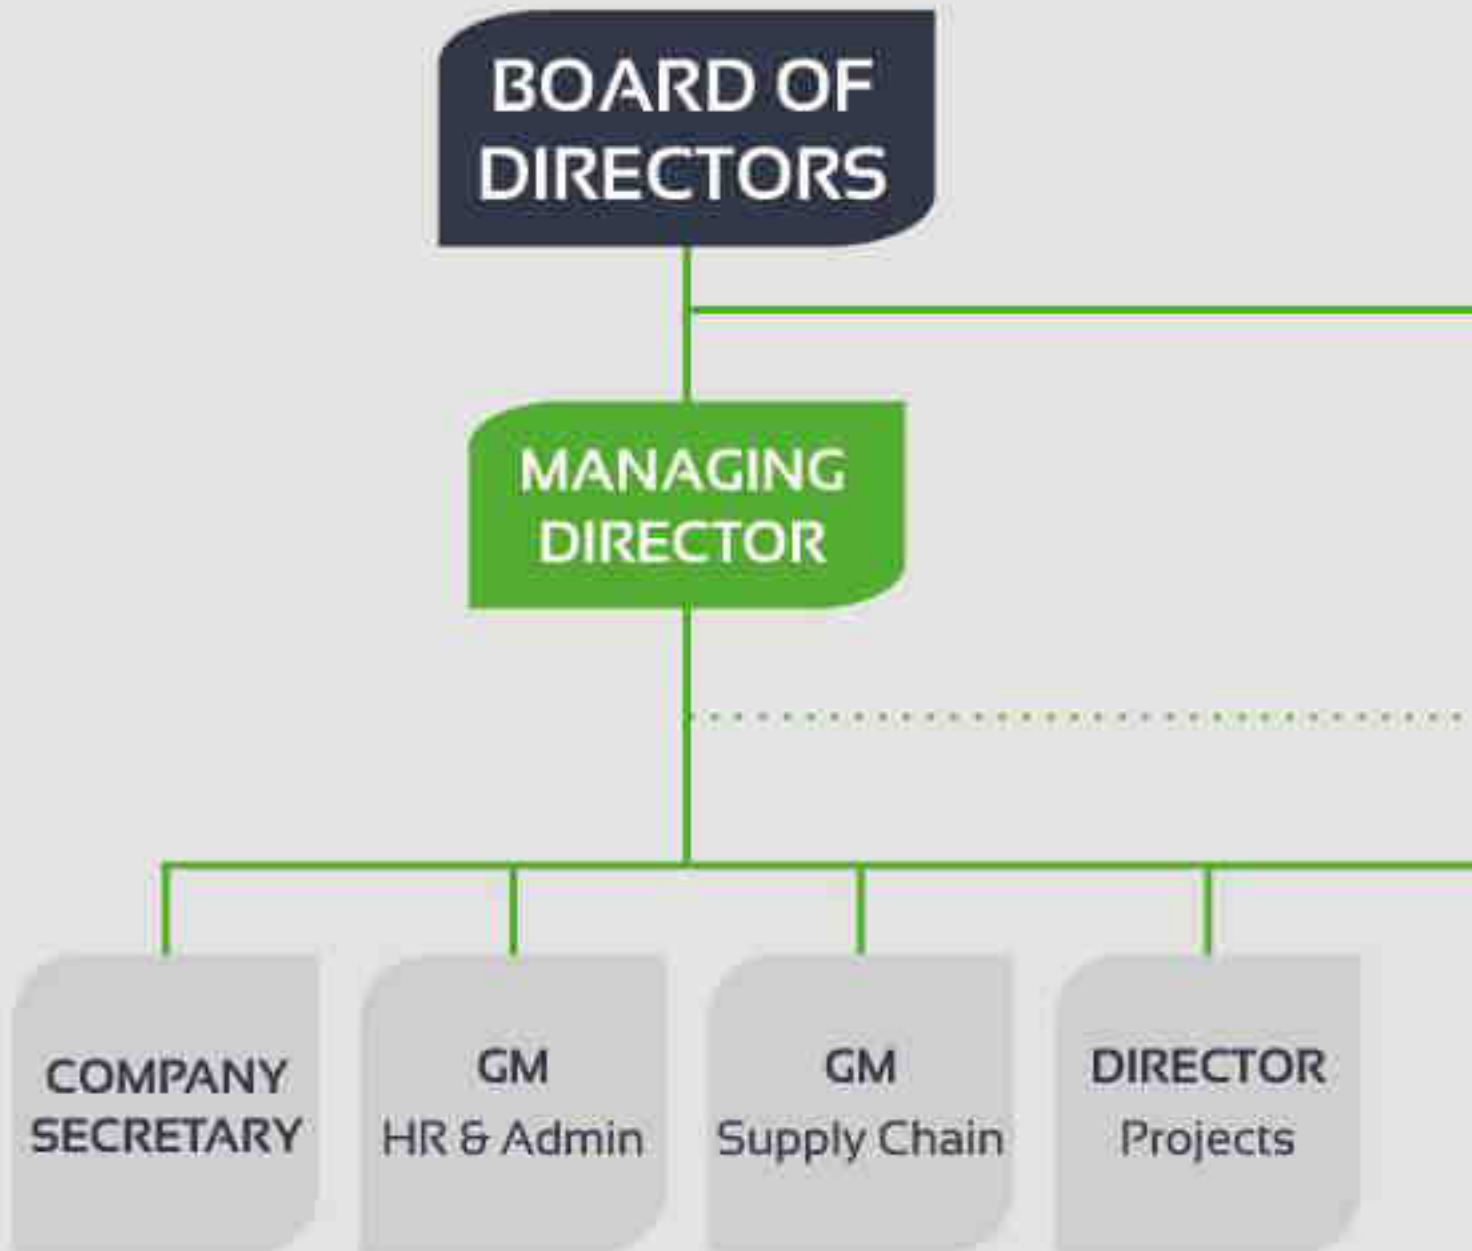 BOARD OF
DIRECTORS
MANAGING
DIRECTOR
COMPANY
SECRETARY
GM
HR & Admin
GM
Supply Chain
DIRECTOR
Projects